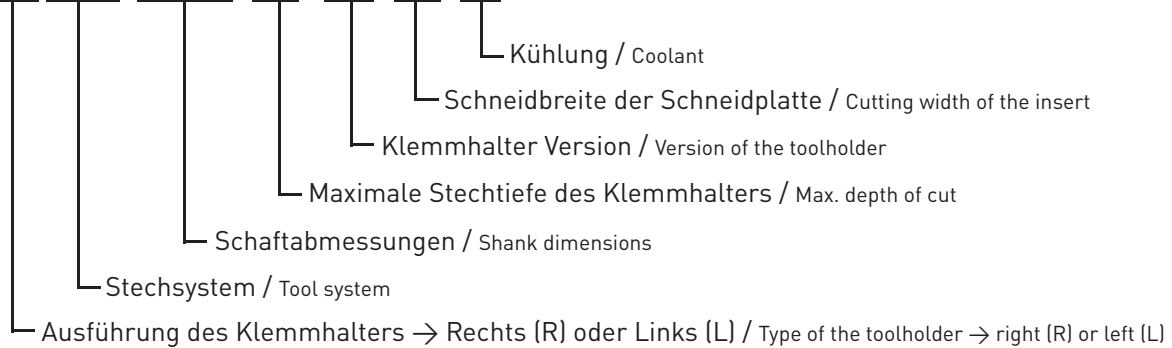 Kühlung / Coolant
Schneidbreite der Schneidplatte / Cutting width of the insert
Klemmhalter Version / Version of the toolholder
Maximale Stechtiefe des Klemmhalters / Max. depth of cut
Schaftabmessungen / Shank dimensions
Stechsystem / Tool system
Ausführung des Klemmhalters → Rechts (R) oder Links (L) / Type of the toolholder → right (R) or left (L)